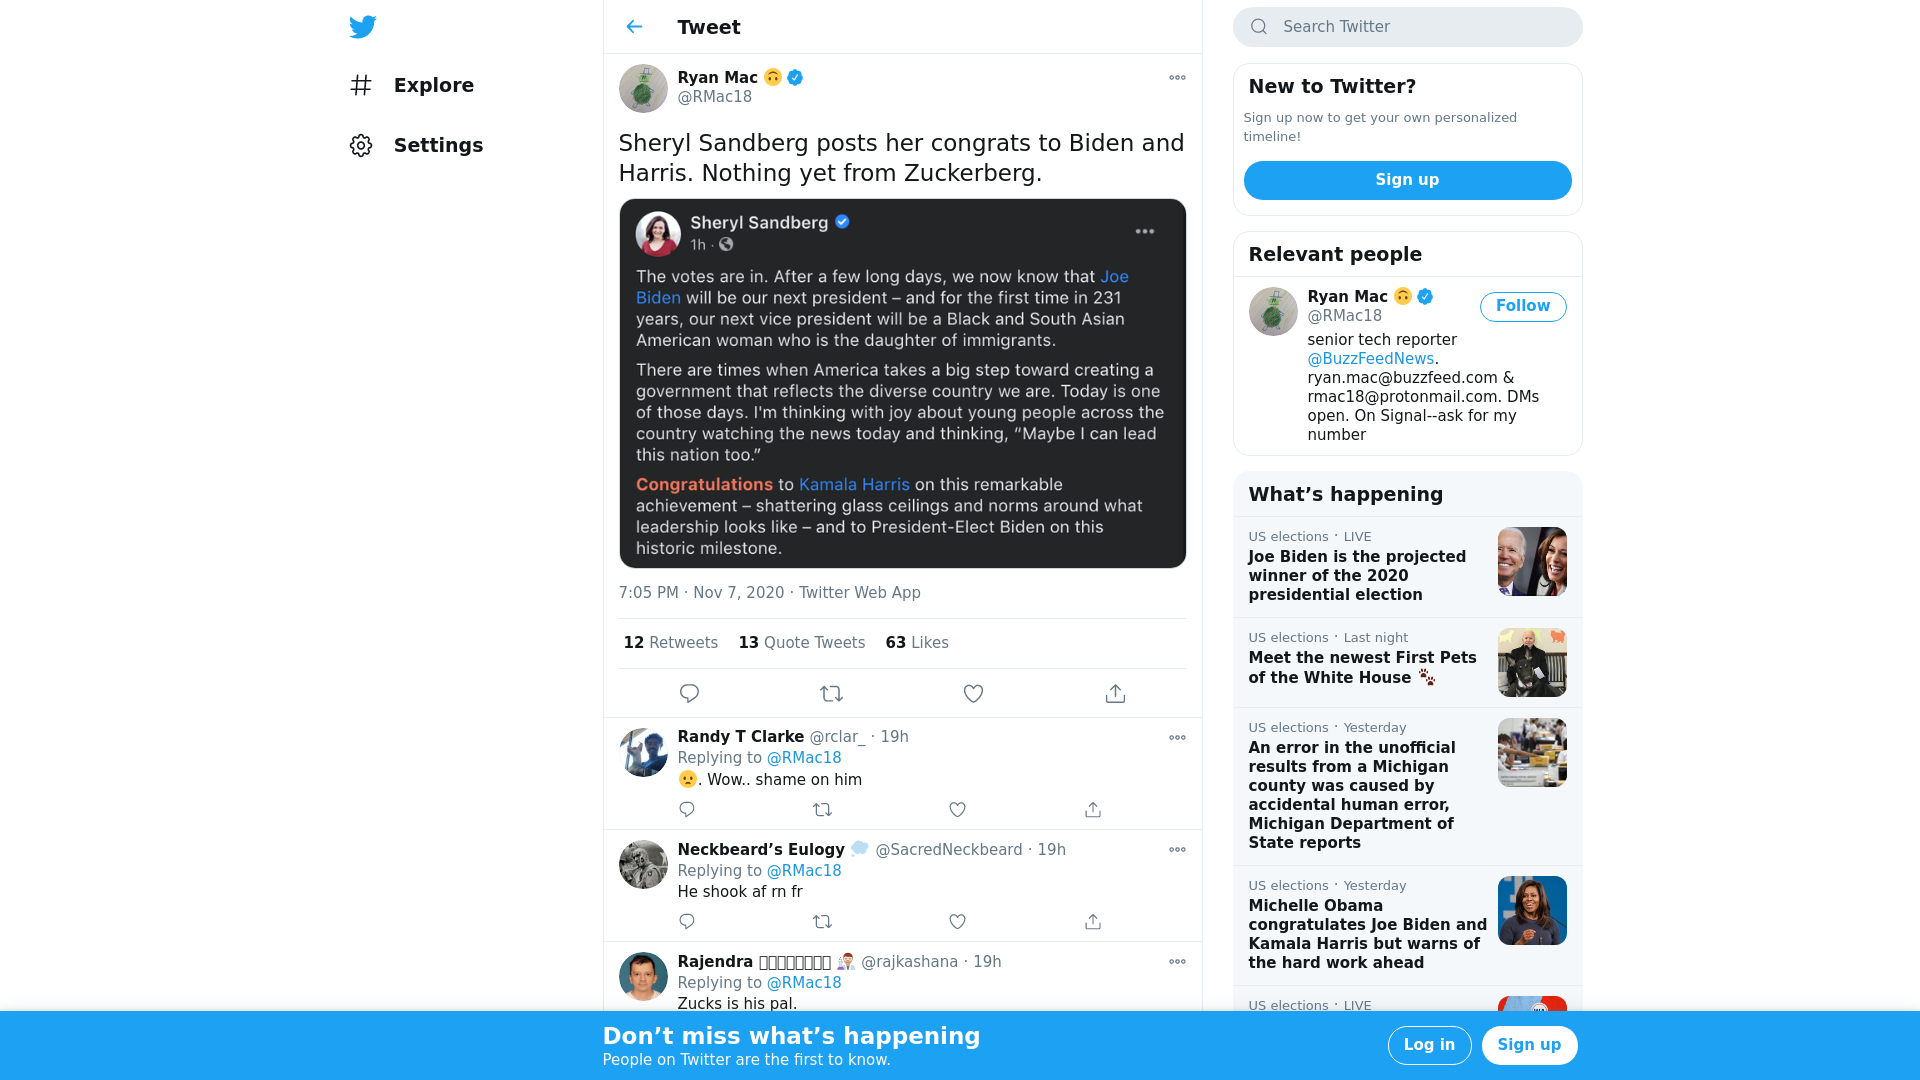 Explore
Settings
Tweet
Ryan Mac 🙃
@RMac18
Sheryl Sandberg posts her congrats to Biden and
Harris. Nothing yet from Zuckerberg.
Sheryl Sandberg
1h ·
The votes are in. After a few long days, we now know that Joe
Biden will be our next president – and for the first time in 231
years, our next vice president will be a Black and South Asian
American woman who is the daughter of immigrants.
There are times when America takes a big step toward creating a
government that reflects the diverse country we are. Today is one
of those days. I'm thinking with joy about young people across the
country watching the news today and thinking, “Maybe I can lead
this nation too.”
Congratulations to Kamala Harris on this remarkable
achievement – shattering glass ceilings and norms around what
leadership looks like – and to President-Elect Biden on this
historic milestone.
7:05 PM · Nov 7, 2020 · Twitter Web App
12 Retweets 13 Quote Tweets 63 Likes
Randy T Clarke @rclar_ · 19h
Replying to @RMac18
😟. Wow.. shame on him
Neckbeard’s Eulogy @SacredNeckbeard · 19h
Replying to @RMac18
He shook af rn fr
Rajendra @rajkashana · 19h
Replying to @RMac18
Zucks is his pal.
Search Twitter
New to Twitter?
Sign up now to get your own personalized
timeline!
Sign up
Relevant people
Ryan Mac 🙃
@RMac18
Follow
senior tech reporter
@BuzzFeedNews.
ryan.mac@buzzfeed.com &
rmac18@protonmail.com. DMs
open. On Signal--ask for my
number
What’s happening
US elections · LIVE
Joe Biden is the projected
winner of the 2020
presidential election
US elections · Last night
Meet the newest First Pets
of the White House 🐾
US elections · Yesterday
An error in the unofficial
results from a Michigan
county was caused by
accidental human error,
Michigan Department of
State reports
US elections · Yesterday
Michelle Obama
congratulates Joe Biden and
Kamala Harris but warns of
the hard work ahead
US elections · LIVE
Don’t miss what’s happening
People on Twitter are the first to know.
Log in
Sign up